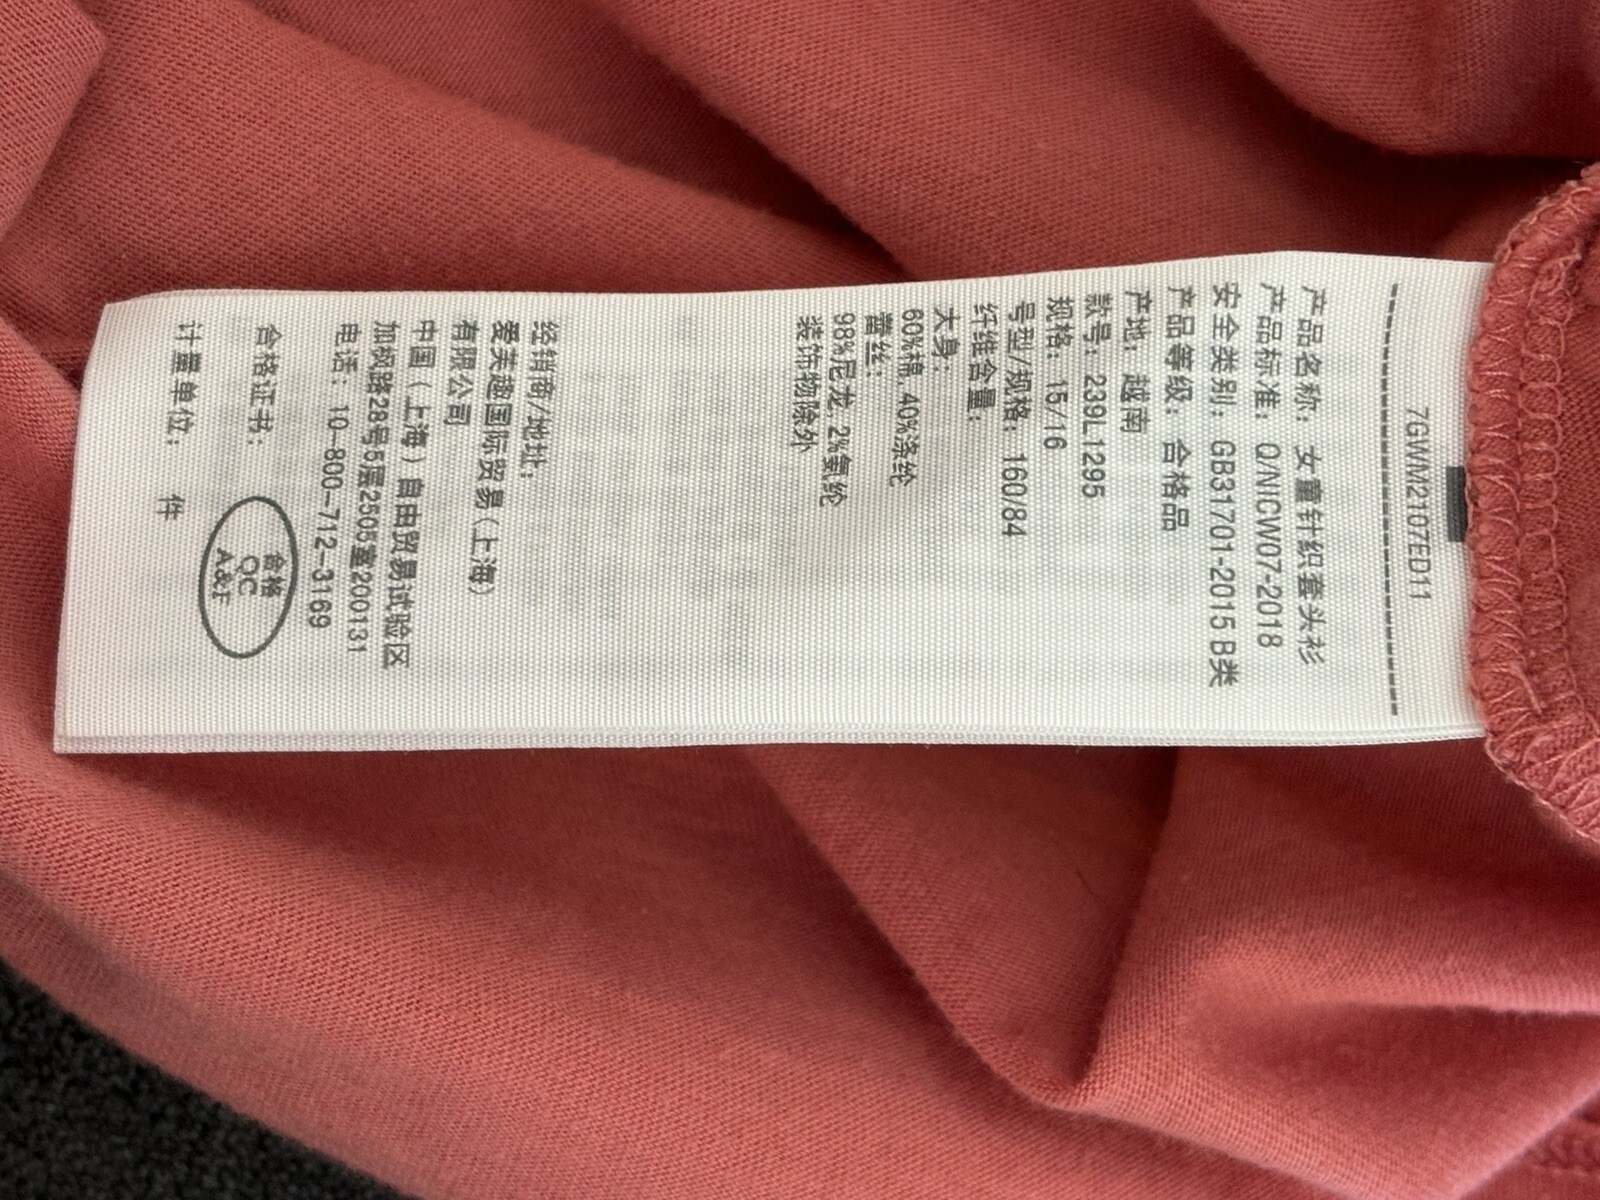 7GWM2107ED11
产品名称: 女童针织套头衫
产品标准: Q/NICW07-2018
安全类别: GB31701-2015 B类
产品等级: 合格品
产地: 越南
款号: 239L1295
规格: 15/16
号型/规格: 160/84
纤维含量:
大身:
60%棉, 40%涤纶
蕾丝:
98%尼龙, 2%氨纶
装饰物除外
经销商/地址:
爱芙趣国际贸易(上海)
有限公司
中国(上海)自由贸易试验区
加枫路28号5层2505室200131
电话: 10-800-712-3169
合格证书:
合格
QC
A&F
计量单位: 件